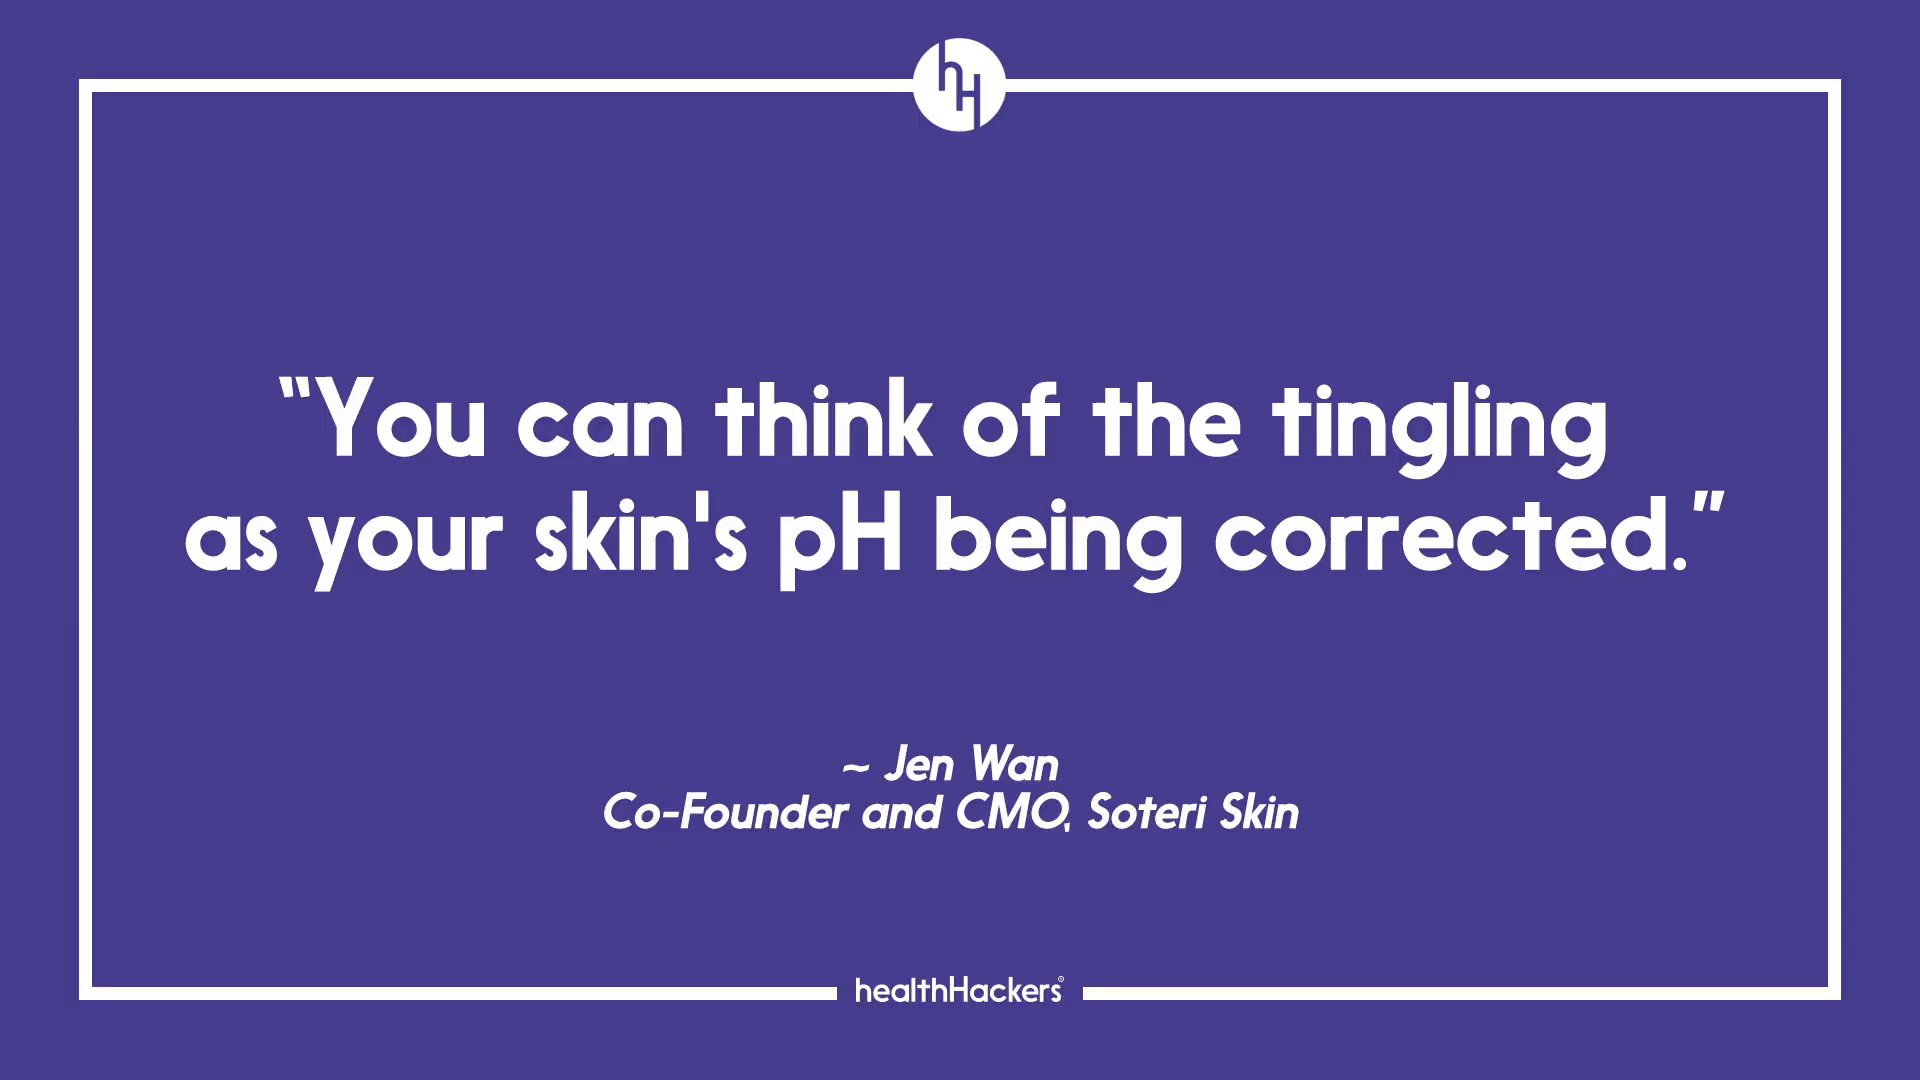 hH
"You can think of the tingling
as your skin's pH being corrected."
~ Jen Wan
Co-Founder and CMO, Soteri Skin
healthHackers®